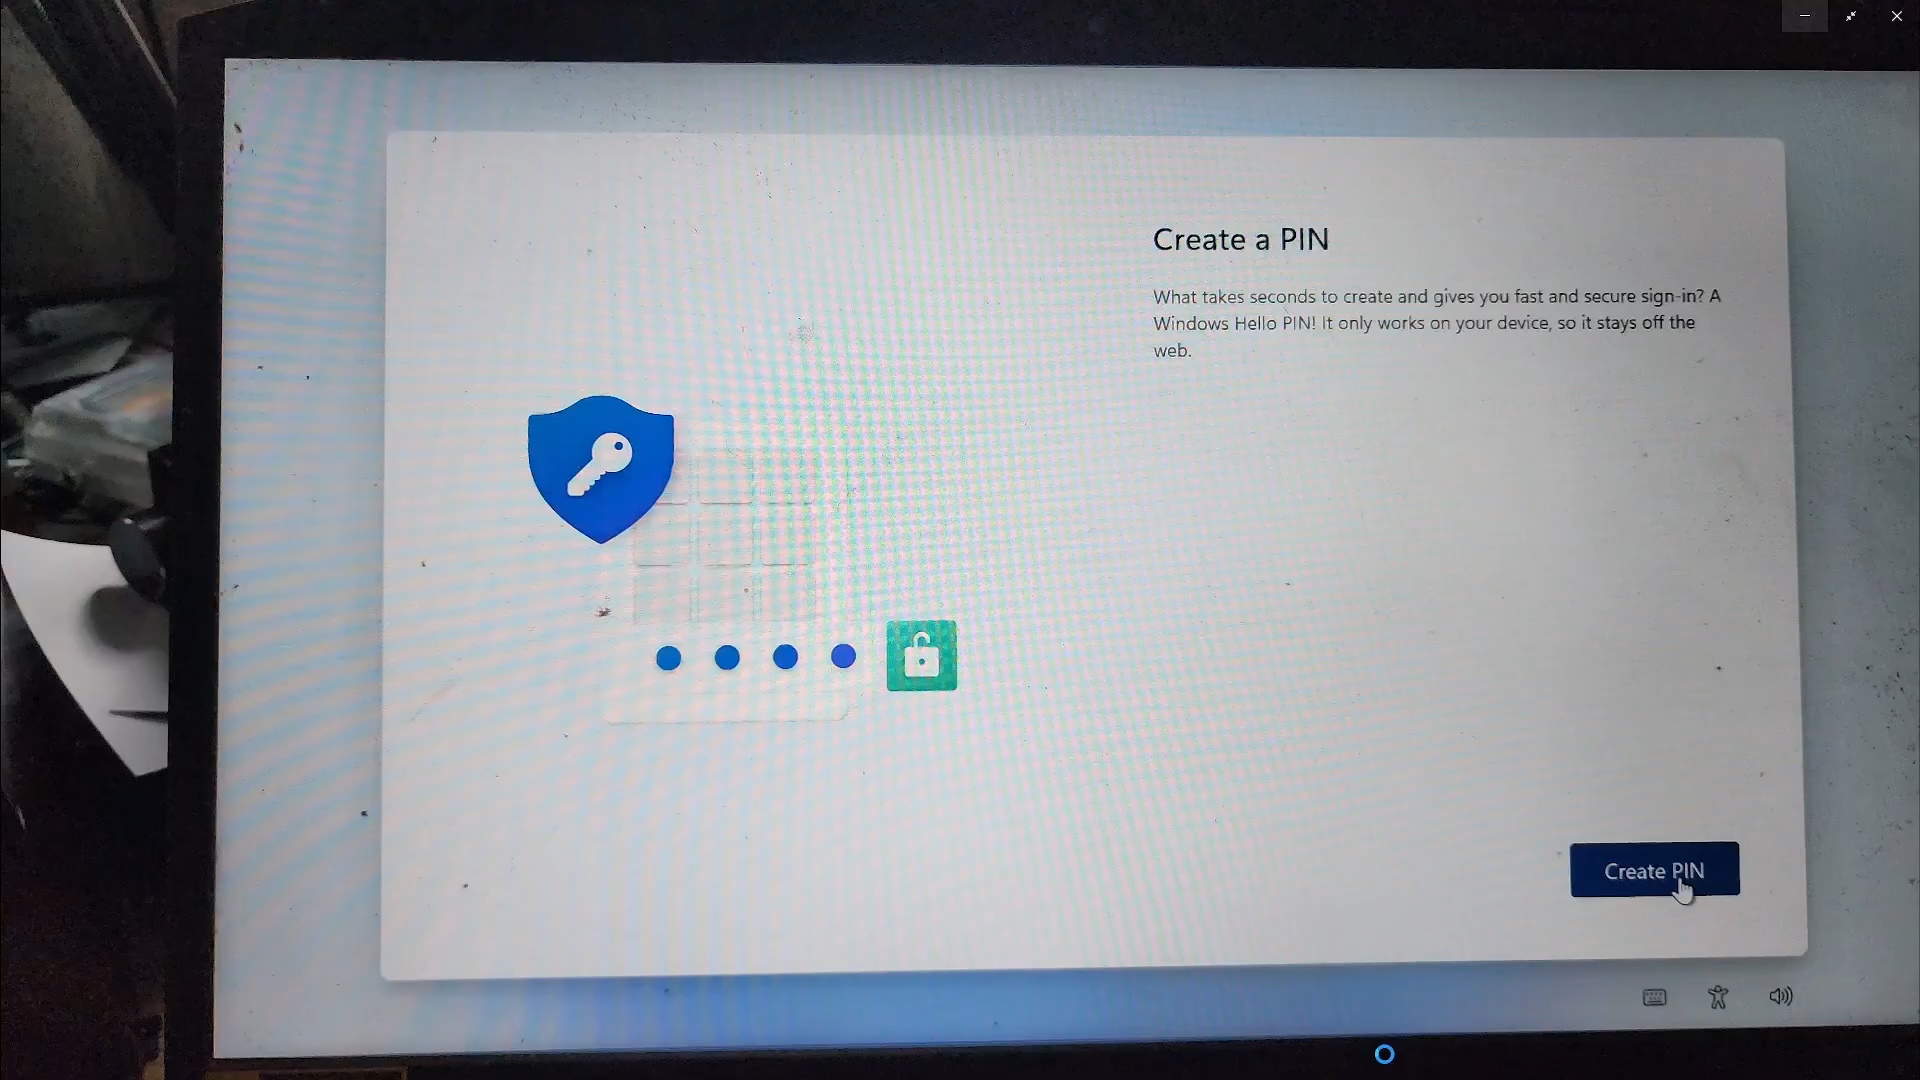 Create a PIN
What takes seconds to create and gives you fast and secure sign-in? A
Windows Hello PIN! It only works on your device, so it stays off the
web.
Create PIN